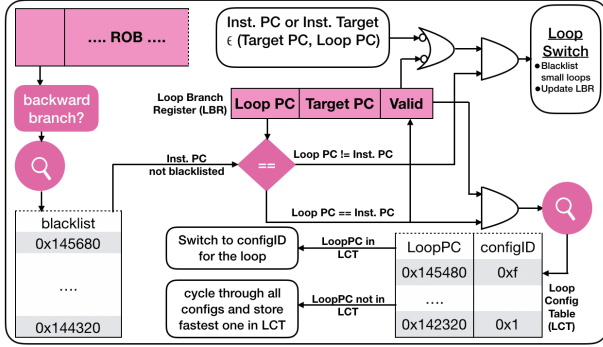 .... ROB ....
Inst. PC or Inst. Target
ϵ (Target PC, Loop PC)
Loop
Switch
● Blacklist
small loops
● Update LBR
backward
branch?
Loop Branch
Register (LBR)
Loop PC Target PC Valid
Inst. PC
not blacklisted
==
Loop PC != Inst. PC
Loop PC == Inst. PC
blacklist
0x145680
....
0x144320
Switch to configID
for the loop
LoopPC in
LCT
cycle through all
configs and store
fastest one in LCT
LoopPC not in
LCT
LoopPC configID
0x145480 0xf
....
0x142320 0x1
Loop
Config
Table
(LCT)